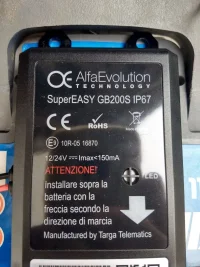 Œ AlfaEvolution
TECHNOLOGY
SuperEASY GB200S IP67
CE RoHS
E1 10R-05 16870
12/24V ⎓ Imax<150mA
ATTENZIONE!
installare sopra la
batteria con la
freccia secondo la
direzione di marcia
LED
Manufactured by Targa Telematics